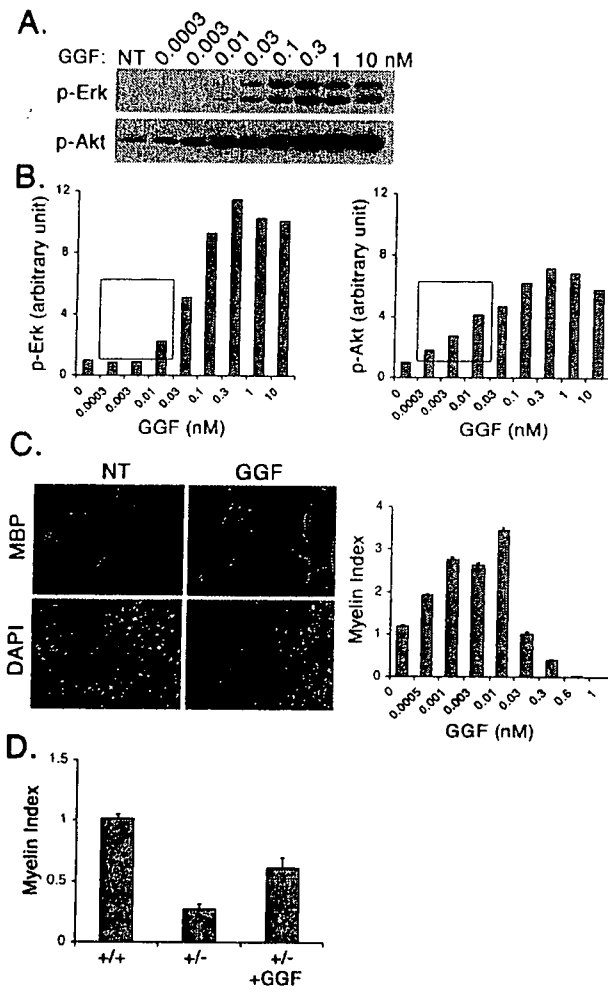 A.
GGF: NT 0.0003 0.003 0.01 0.03 0.1 0.3 1 10 nM
p-Erk
p-Akt
B.
p-Erk (arbitrary unit)
12
8
4
0
0 0.0003 0.003 0.01 0.03 0.1 0.3 1 10
GGF (nM)
p-Akt (arbitrary unit)
12
8
4
0
0 0.0003 0.003 0.01 0.03 0.1 0.3 1 10
GGF (nM)
C.
NT GGF
MBP
DAPI
Myelin Index
4
3
2
1
0
0 0.0005 0.001 0.003 0.01 0.03 0.3 0.6 1
GGF (nM)
D.
Myelin Index
1.5
1
0.5
0
+/+ +/- +/-
+GGF